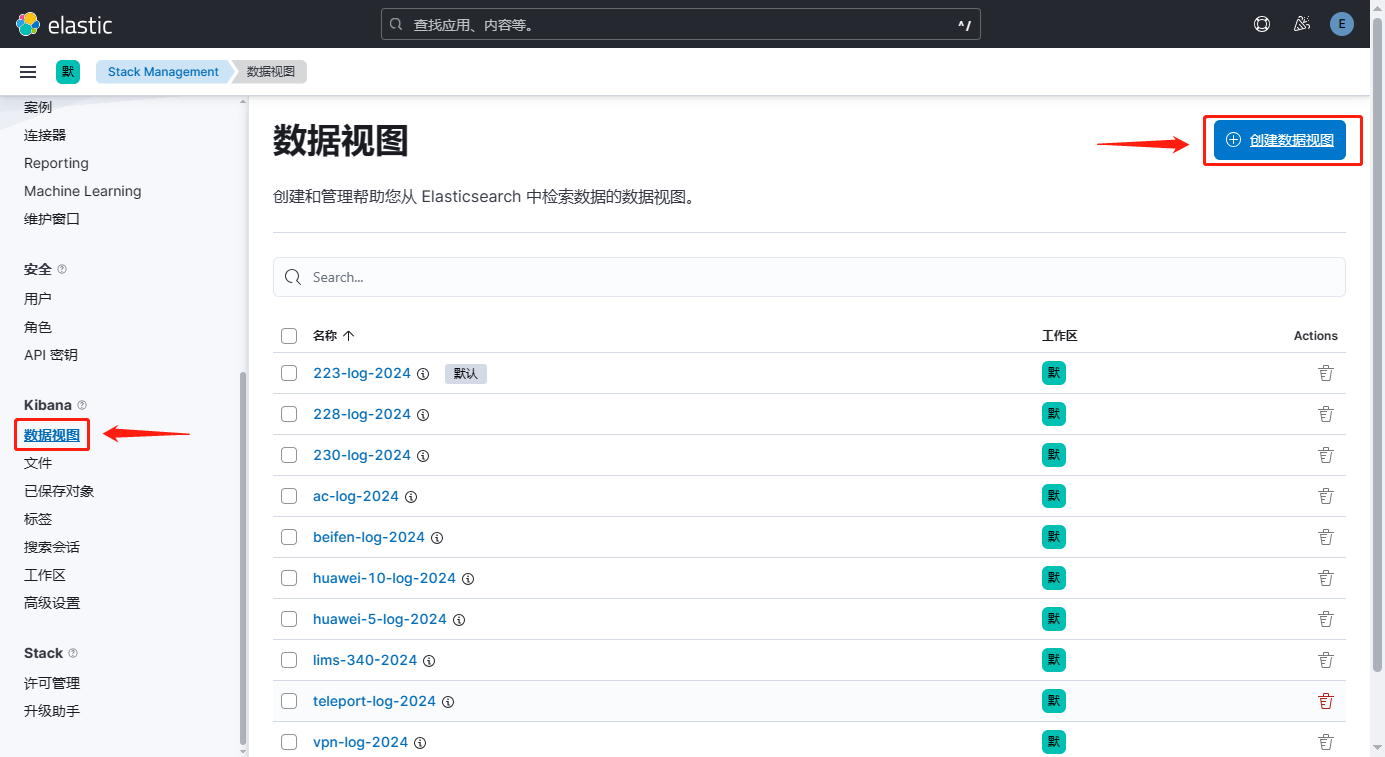 elastic
查找应用、内容等。
^/
E
默
Stack Management
数据视图
案例
连接器
Reporting
Machine Learning
维护窗口
安全
用户
角色
API 密钥
Kibana
数据视图
文件
已保存对象
标签
搜索会话
工作区
高级设置
Stack
许可管理
升级助手
数据视图
创建数据视图
创建和管理帮助您从 Elasticsearch 中检索数据的数据视图。
Search...
名称 工作区 Actions
223-log-2024 默认 默
228-log-2024 默
230-log-2024 默
ac-log-2024 默
beifen-log-2024 默
huawei-10-log-2024 默
huawei-5-log-2024 默
lims-340-2024 默
teleport-log-2024 默
vpn-log-2024 默